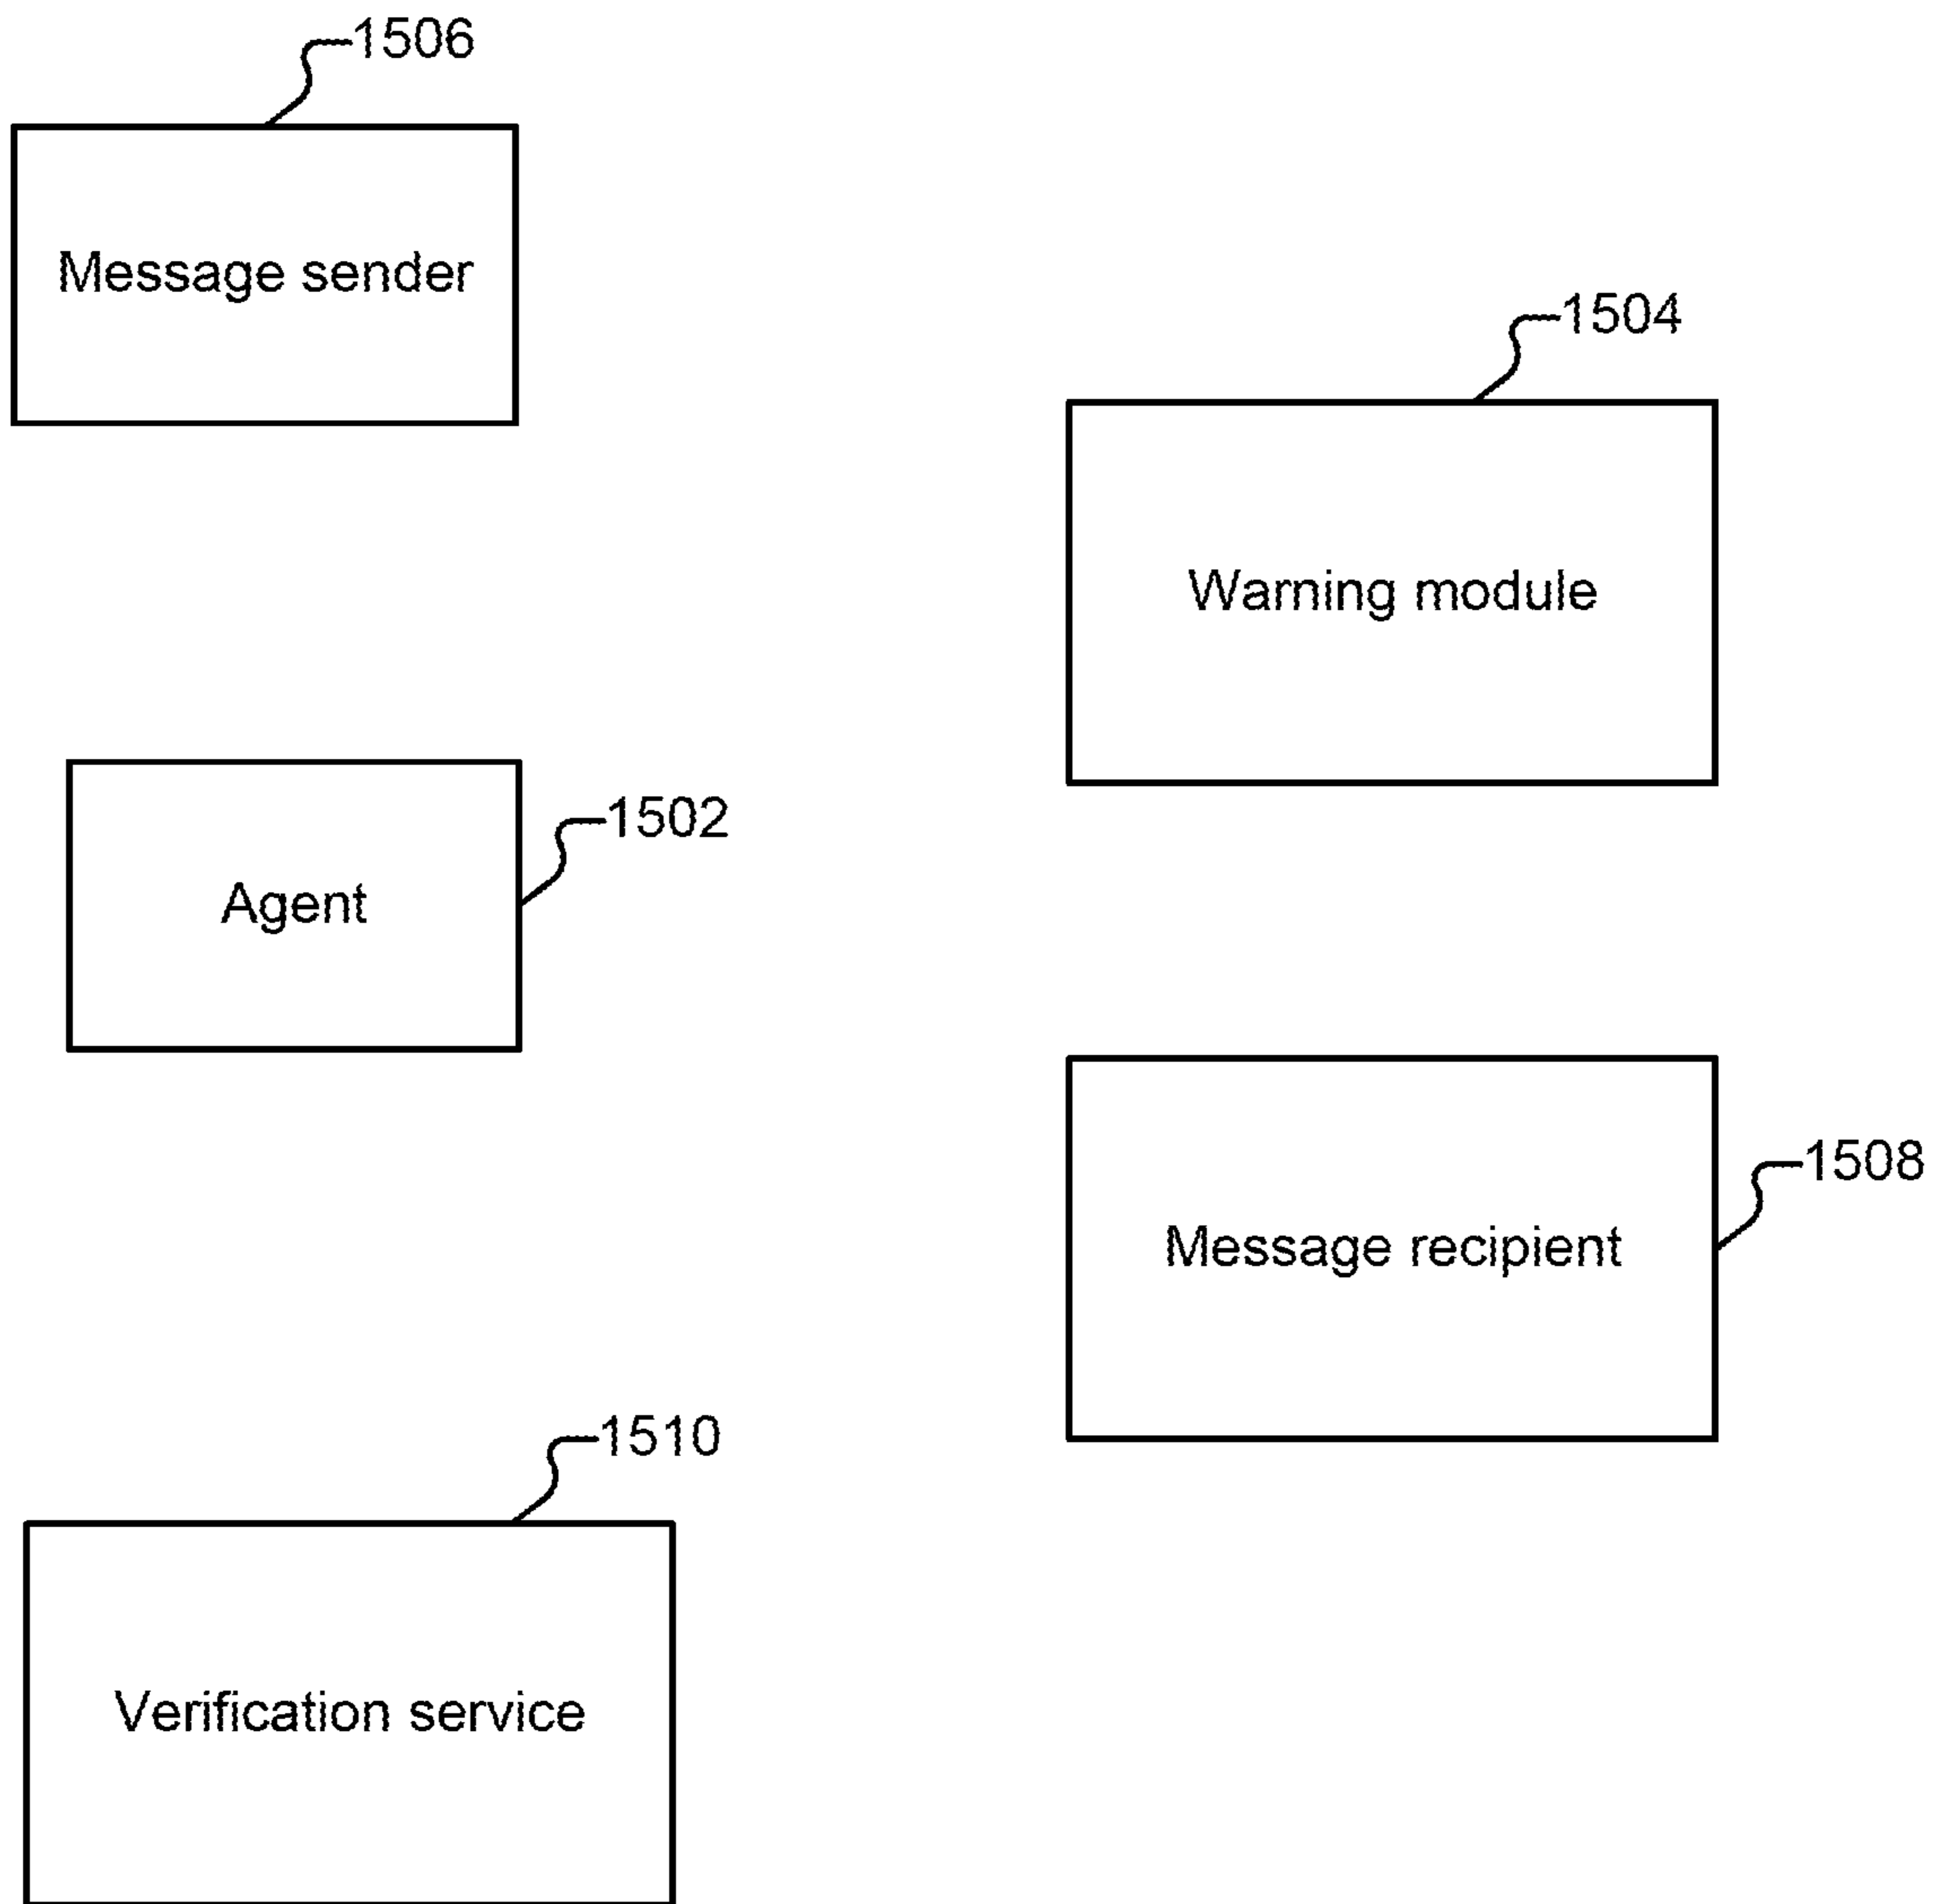 1506
Message sender
1504
Warning module
1502
Agent
1508
Message recipient
1510
Verification service